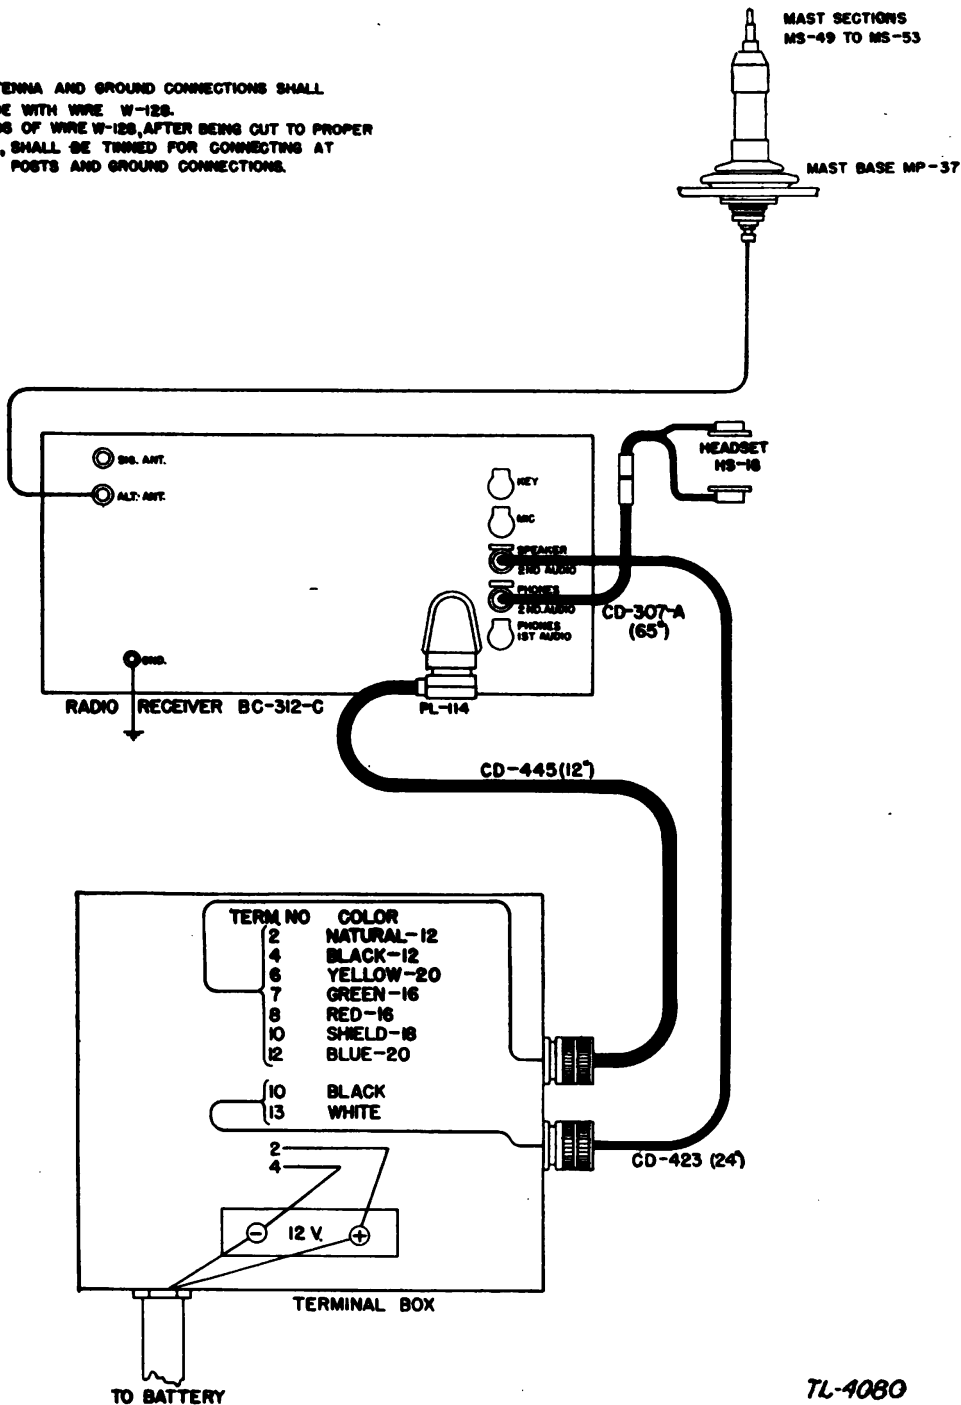 MAST SECTIONS
MS-49 TO MS-53
TENNA AND GROUND CONNECTIONS SHALL
DE WITH WIRE W-128.
OF WIRE W-128, AFTER BEING CUT TO PROPER
, SHALL BE TINNED FOR CONNECTING AT
POSTS AND GROUND CONNECTIONS.
MAST BASE MP-37
HEADSET
HS-18
SIG. ANT.
ALT. ANT.
KEY
MIC
SPEAKER
2ND AUDIO
PHONES
2ND. AUDIO
PHONES
1ST AUDIO
CD-307-A
(65")
GND.
RADIO RECEIVER BC-312-C
PL-114
CD-445 (12")
TERM. NO COLOR
2 NATURAL-12
4 BLACK-12
6 YELLOW-20
7 GREEN-16
8 RED-16
10 SHIELD-18
12 BLUE-20
10 BLACK
13 WHITE
2
4
CD-423 (24")
- 12 V. +
TERMINAL BOX
TO BATTERY
TL-4080